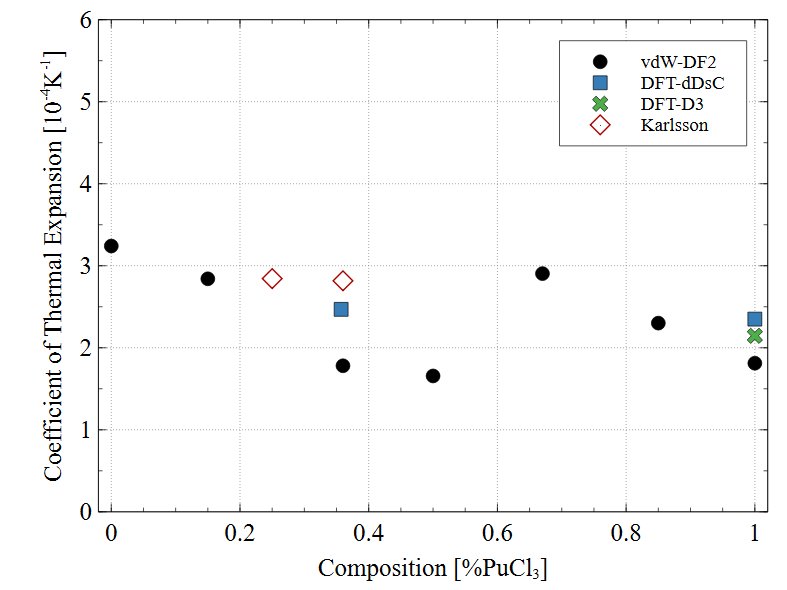 6
5
4
3
2
1
0
Coefficient of Thermal Expansion [10⁻⁴K⁻¹]
vdW-DF2
DFT-dDsC
DFT-D3
Karlsson
0 0.2 0.4 0.6 0.8 1
Composition [%PuCl₃]